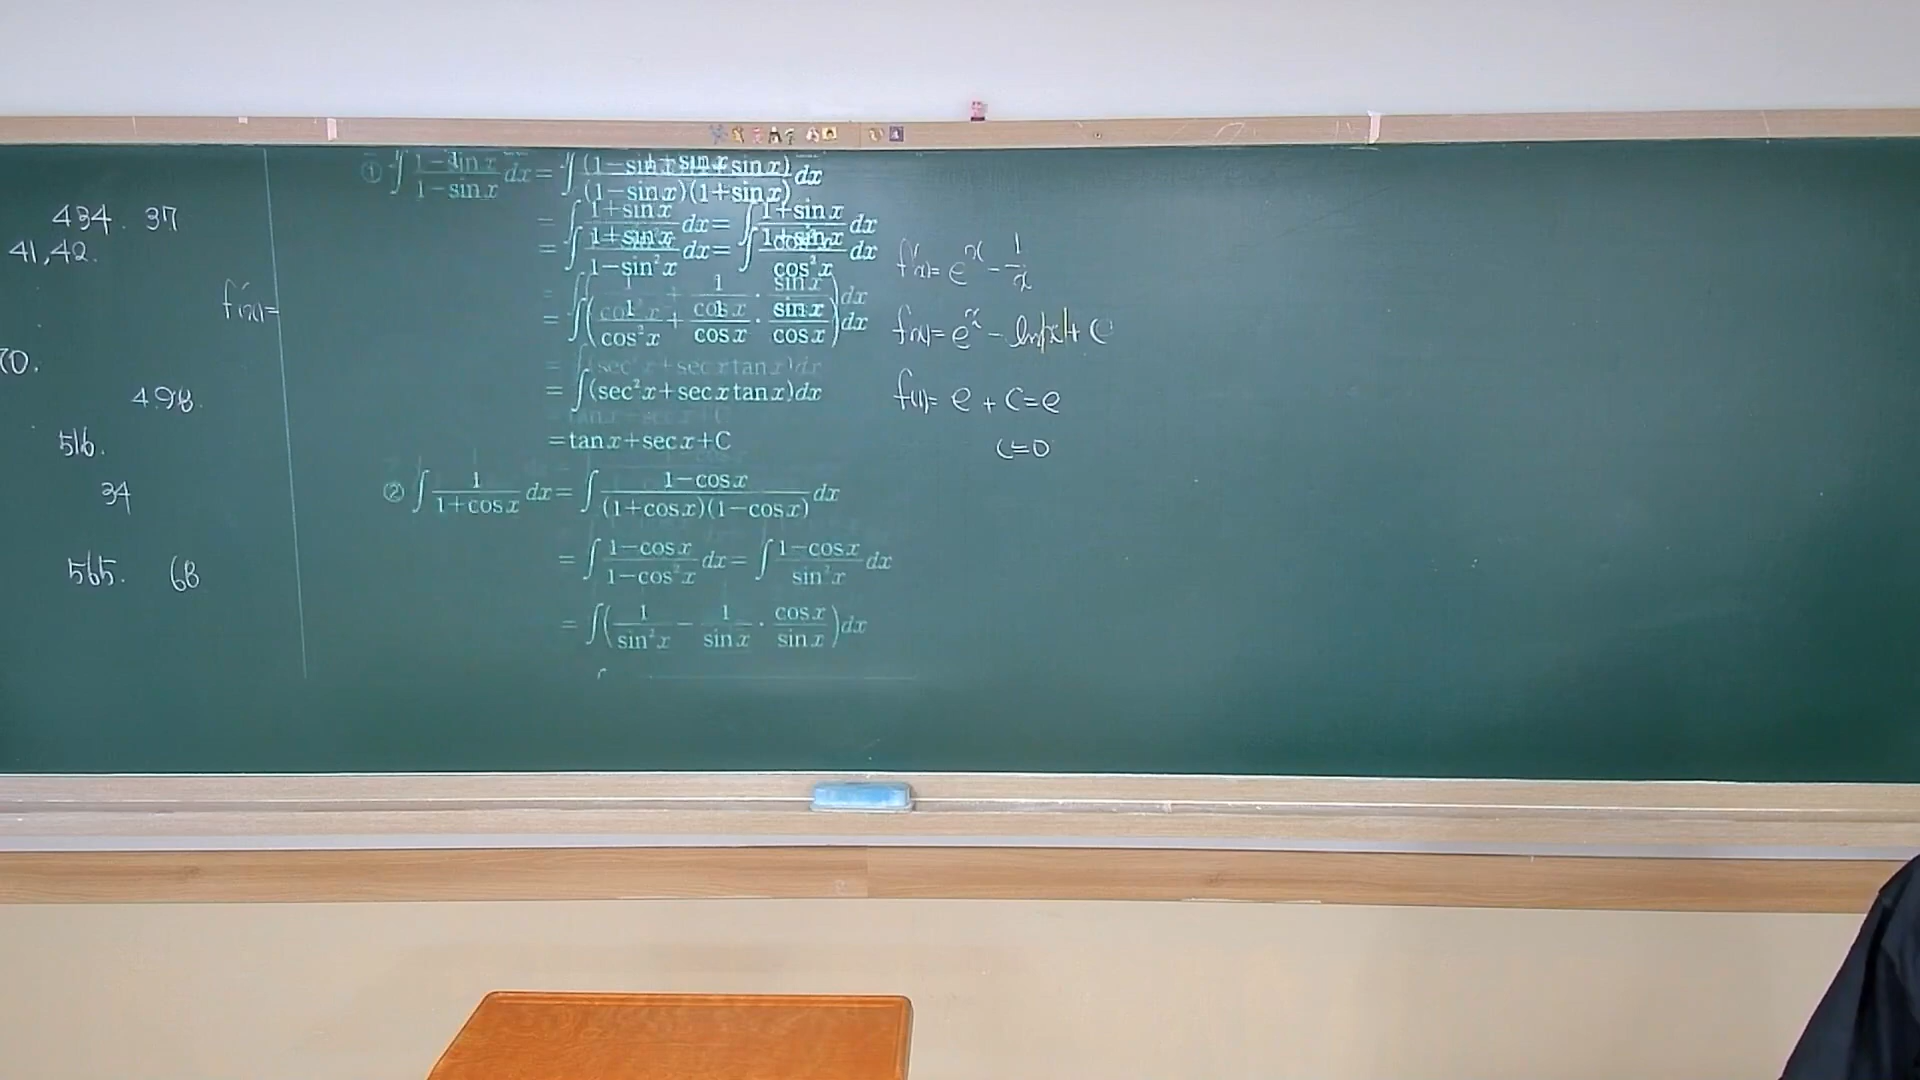 434. 37
41,42.
f'(x)=
70.
498.
516.
34
565. 68
① ∫ 1/(1-sin x) dx = ∫ (1+sin x)/((1-sin x)(1+sin x)) dx
= ∫ (1+sin x)/(1-sin²x) dx = ∫ (1+sin x)/(cos²x) dx
= ∫ (1/(cos²x) + 1/(cos x) · (sin x)/(cos x)) dx
= ∫ (sec²x+sec x tan x)dx
=tan x+sec x+C
② ∫ 1/(1+cos x) dx = ∫ (1-cos x)/((1+cos x)(1-cos x)) dx
= ∫ (1-cos x)/(1-cos²x) dx = ∫ (1-cos x)/(sin²x) dx
= ∫ (1/(sin²x) - 1/(sin x) · (cos x)/(sin x)) dx
f'(x)= e^x - 1/x
f(x)= e^x - ln|x| + C
f(1)= e + C = e
C=0